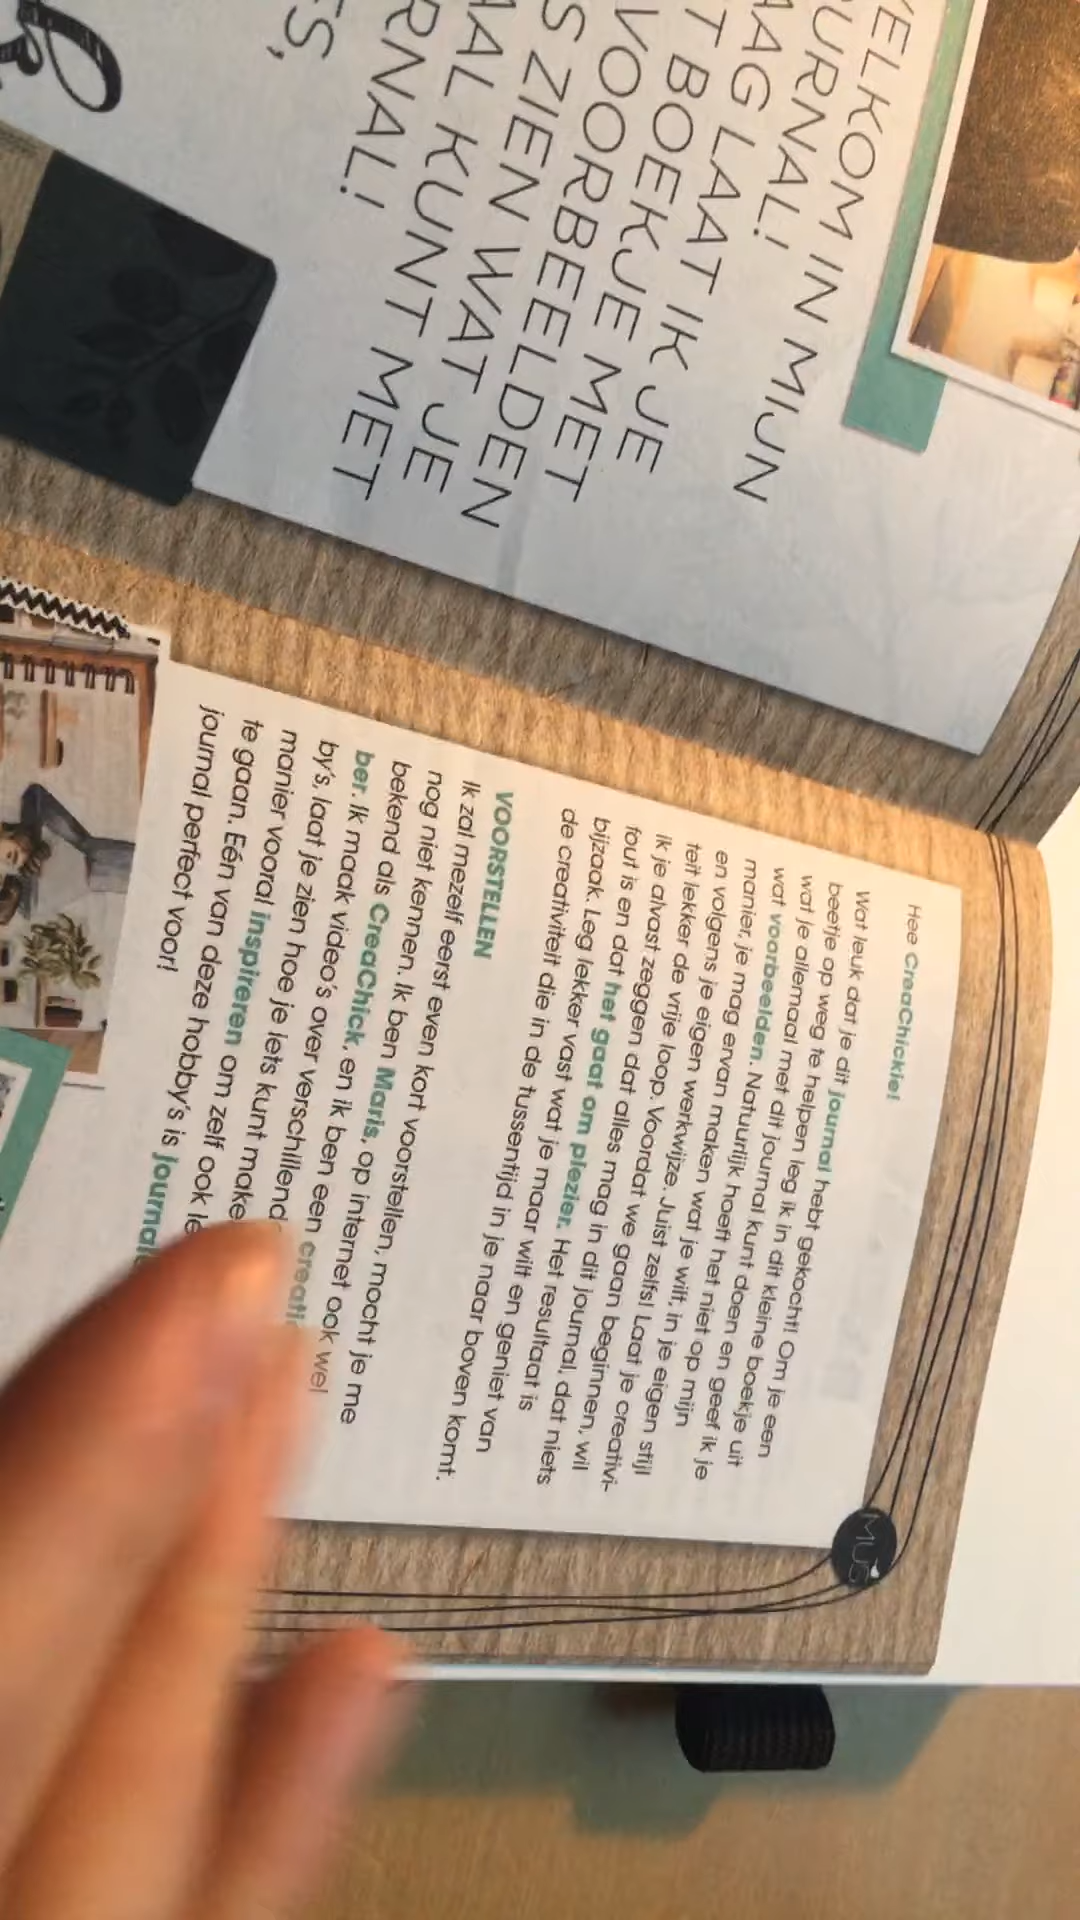 ELKOM IN MIJN
URNAL!
AAG LAAT IK JE
T BOEKJE MET
VOORBEELDEN
S ZIEN WAT JE
AAL KUNT MET
RNAL!
S,
Hee CreaChickie!
Wat leuk dat je dit journal hebt gekocht! Om je een
beetje op weg te helpen leg ik in dit kleine boekje uit
wat je allemaal met dit journal kunt doen en geef ik je
wat voorbeelden. Natuurlijk hoeft het niet op mijn
manier, je mag ervan maken wat je wilt, in je eigen stijl
en volgens je eigen werkwijze. Juist zelfs! Laat je creativi-
teit lekker de vrije loop. Voordat we gaan beginnen, wil
ik je alvast zeggen dat alles mag in dit journal, dat niets
fout is en dat het gaat om plezier. Het resultaat is
bijzaak. Leg lekker vast wat je maar wilt en geniet van
de creativiteit die in de tussentijd in je naar boven komt.
VOORSTELLEN
Ik zal mezelf eerst even kort voorstellen, mocht je me
nog niet kennen. Ik ben Maris, op internet ook wel
bekend als CreaChick, en ik ben een creati
ber. Ik maak video's over verschillend
by's, laat je zien hoe je iets kunt make
manier vooral inspireren om zelf ook le
te gaan. Eén van deze hobby's is journal
journal perfect voor!
MUS